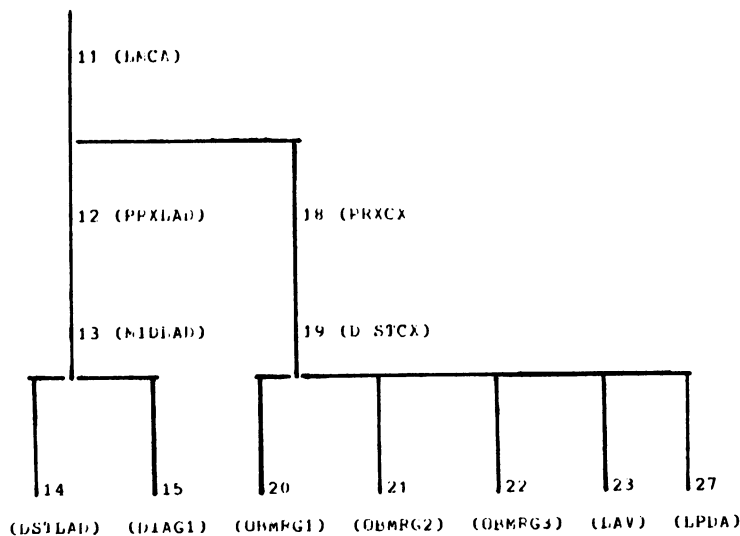 11 (LMCA)
12 (PRXLAD) 18 (PRXCX
13 (MIDLAD) 19 (D STCX)
14 15 20 21 22 23 27
(DSTLAD) (DIAG1) (OBMRG1) (OBMRG2) (OBMRG3) (LAV) (LPDA)